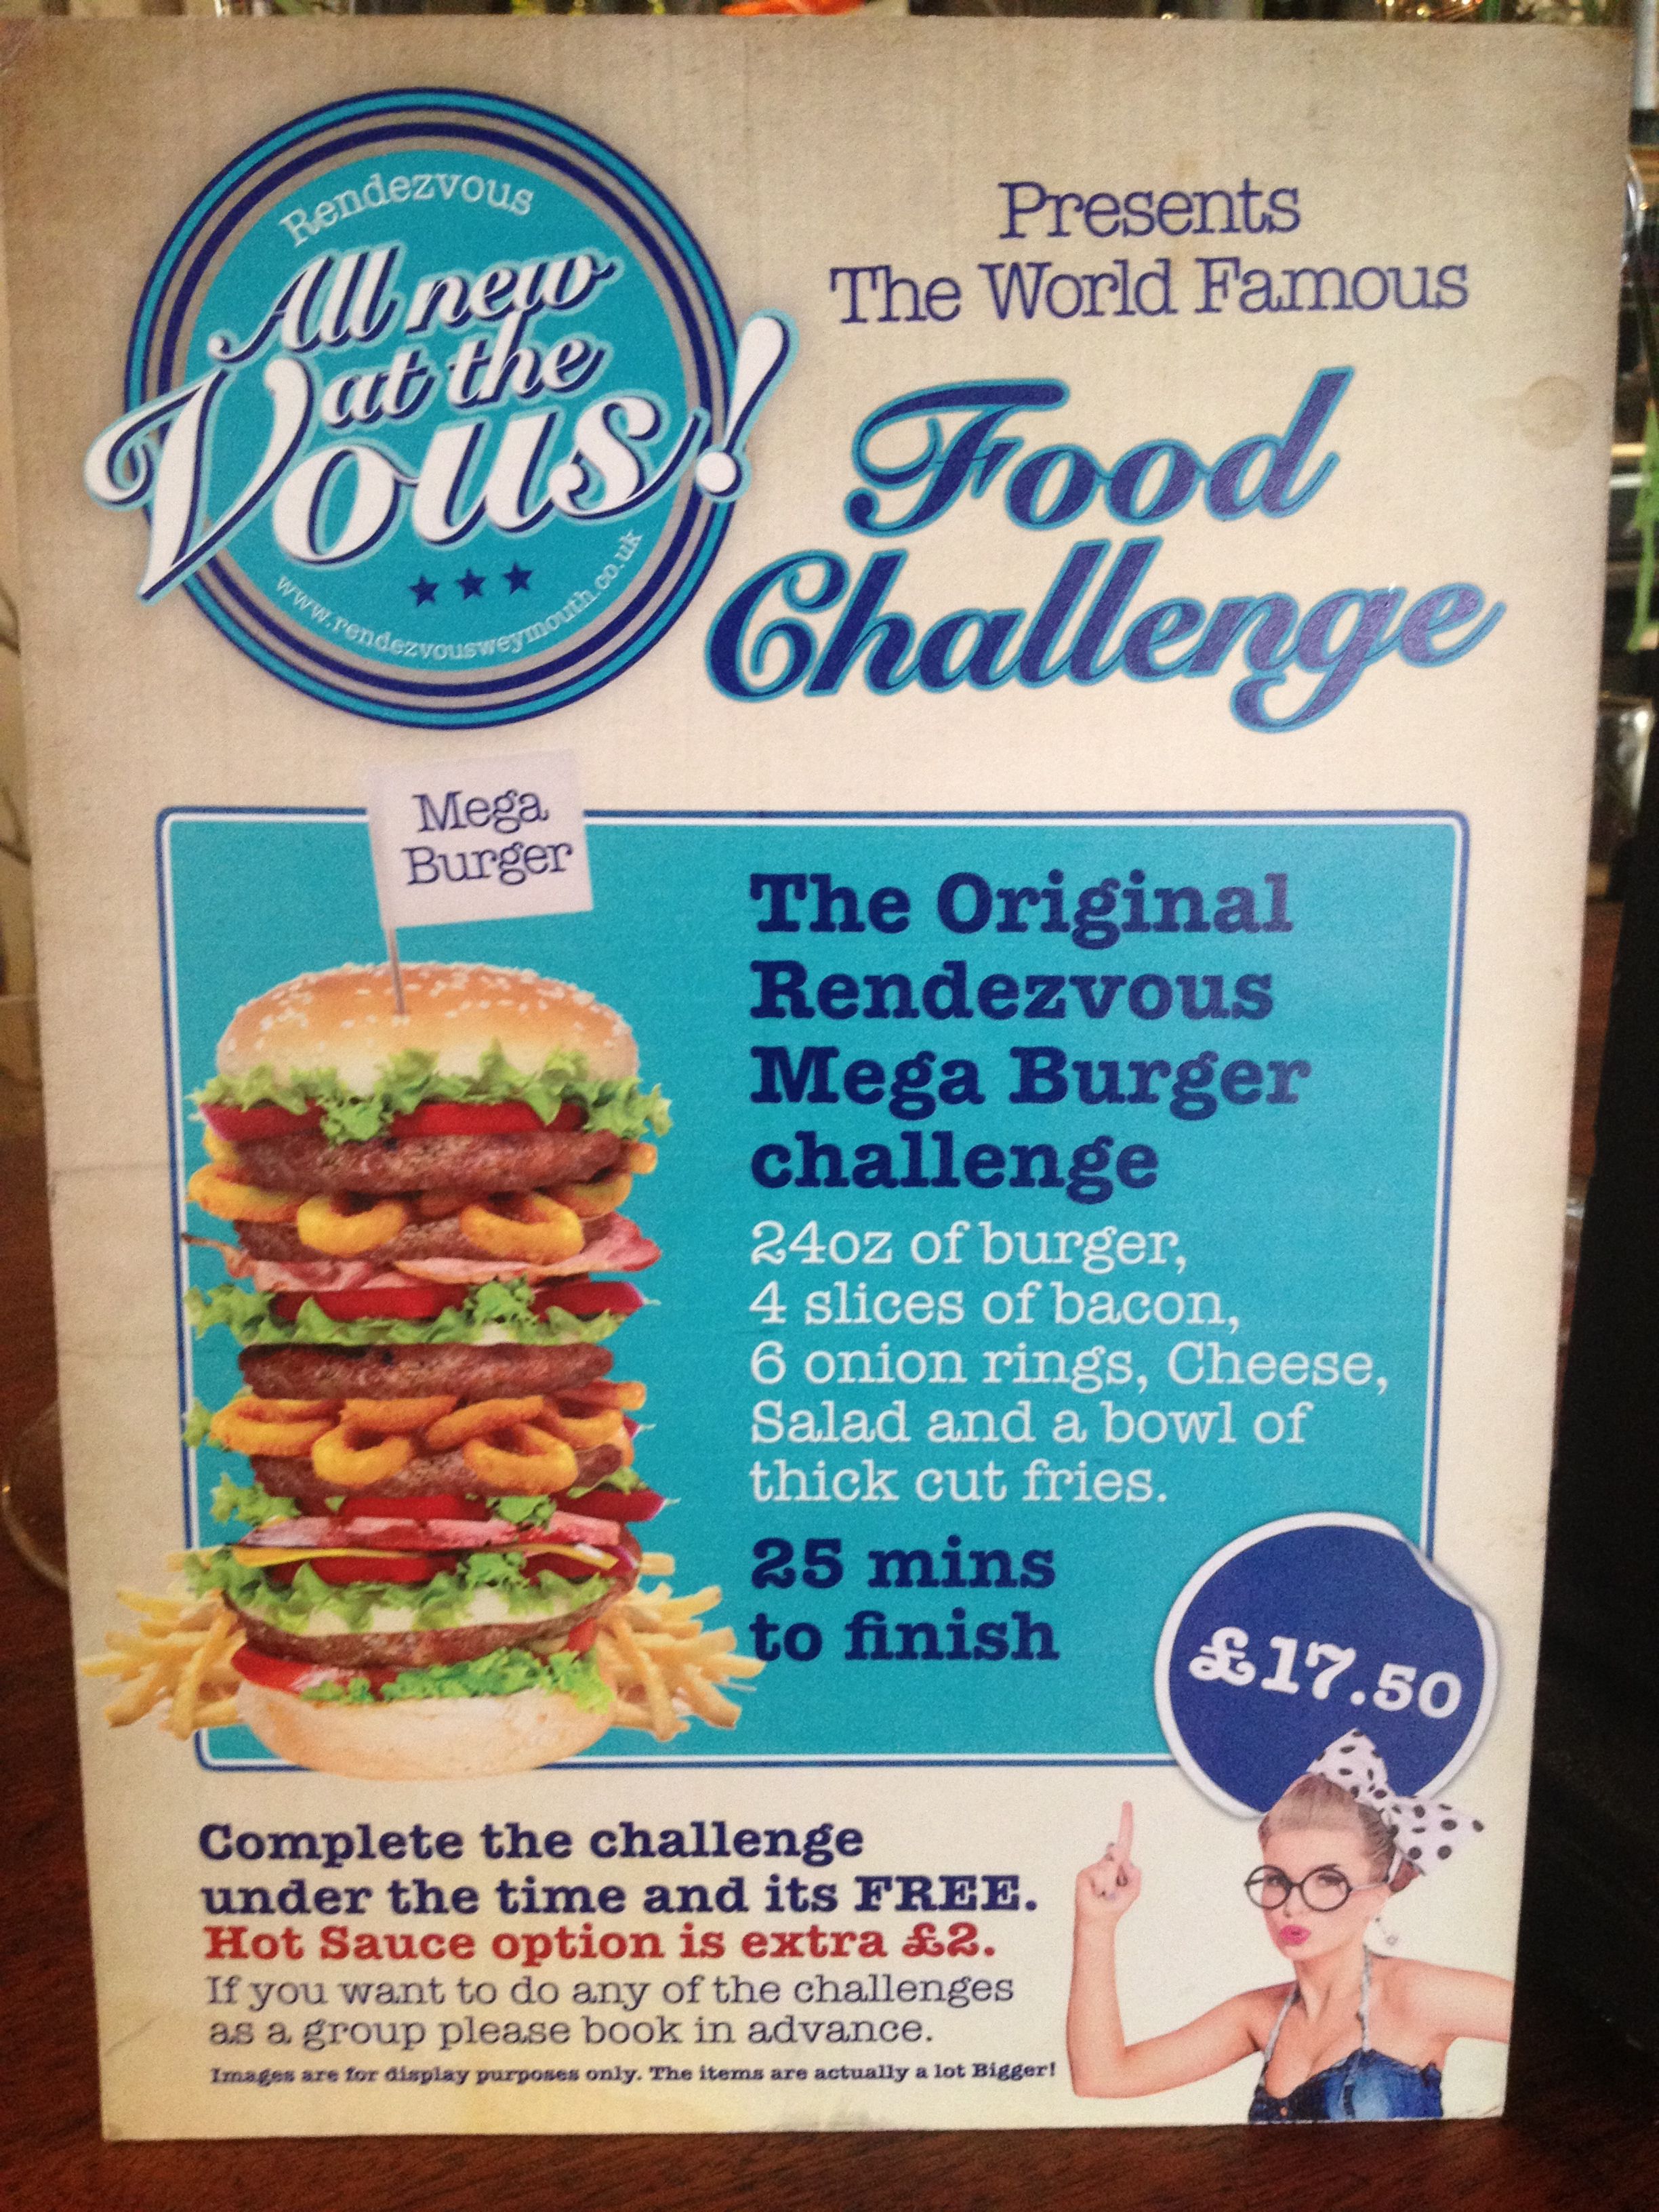 Rendezvous
All new
at the
Vous!
www.rendezvousweymouth.co.uk
Presents
The World Famous
Food
Challenge
Mega
Burger
The Original
Rendezvous
Mega Burger
challenge
24oz of burger,
4 slices of bacon,
6 onion rings, Cheese,
Salad and a bowl of
thick cut fries.
25 mins
to finish
£17.50
Complete the challenge
under the time and its FREE.
Hot Sauce option is extra £2.
If you want to do any of the challenges
as a group please book in advance.
Images are for display purposes only. The items are actually a lot Bigger!